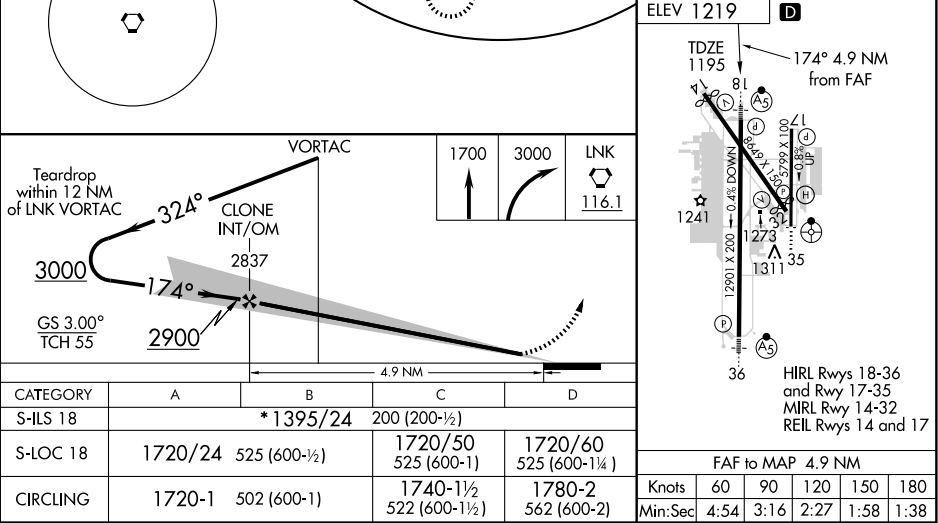 ELEV 1219 D
TDZE
1195
174° 4.9 NM
from FAF
VORTAC
1700 3000 LNK
116.1
Teardrop
within 12 NM
of LNK VORTAC
324°
CLONE
INT/OM
2837
3000
174°
GS 3.00°
TCH 55
2900
4.9 NM
18
A5
14
V
P
17
P
8649 X 150
5799 X 100
0.8%
UP
0.4% DOWN
12901 X 200
1241
P
V
H
32
1273
1311
35
P
A5
36
HIRL Rwys 18-36
and Rwy 17-35
MIRL Rwy 14-32
REIL Rwys 14 and 17
CATEGORY A B C D
S-ILS 18 *1395/24 200 (200-½)
S-LOC 18 1720/24 525 (600-½) 1720/50 525 (600-1) 1720/60 525 (600-1¼)
CIRCLING 1720-1 502 (600-1) 1740-1½ 522 (600-1½) 1780-2 562 (600-2)
FAF to MAP 4.9 NM
Knots 60 90 120 150 180
Min:Sec 4:54 3:16 2:27 1:58 1:38